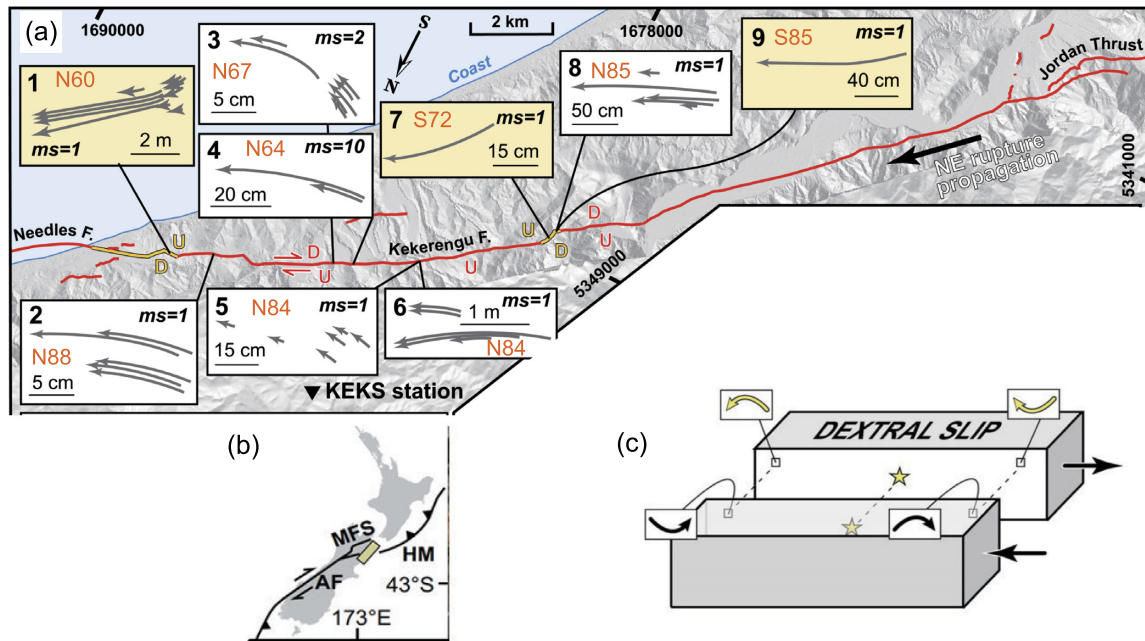 (a)
1690000
S
N
2 km
1678000
Coast
Jordan Thrust
NE rupture
propagation
5341000
5349000
1
N60
ms=1
2 m
3
ms=2
N67
5 cm
4
N64
ms=10
20 cm
7
S72
ms=1
15 cm
8
N85
ms=1
50 cm
9
S85
ms=1
40 cm
Needles F.
U
D
D
U
Kekerengu F.
U
D
U
D
U
2
ms=1
N88
5 cm
5
N84
ms=1
15 cm
6
ms=1
1 m
N84
KEKS station
(b)
MFS
HM
AF
43°S
173°E
(c)
DEXTRAL SLIP